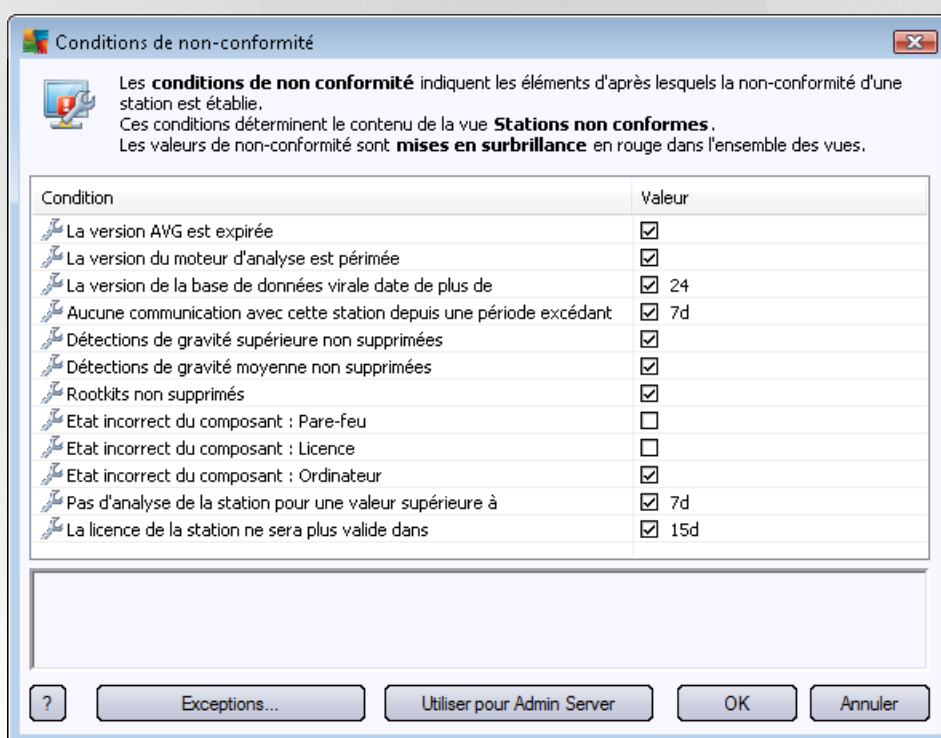 Conditions de non-conformité
Les conditions de non conformité indiquent les éléments d'après lesquels la non-conformité d'une
station est établie.
Ces conditions déterminent le contenu de la vue Stations non conformes.
Les valeurs de non-conformité sont mises en surbrillance en rouge dans l'ensemble des vues.
Condition Valeur
La version AVG est expirée
La version du moteur d'analyse est périmée
La version de la base de données virale date de plus de 24
Aucune communication avec cette station depuis une période excédant 7d
Détections de gravité supérieure non supprimées
Détections de gravité moyenne non supprimées
Rootkits non supprimés
Etat incorrect du composant : Pare-feu
Etat incorrect du composant : Licence
Etat incorrect du composant : Ordinateur
Pas d'analyse de la station pour une valeur supérieure à 7d
La licence de la station ne sera plus valide dans 15d
? Exceptions... Utiliser pour Admin Server OK Annuler